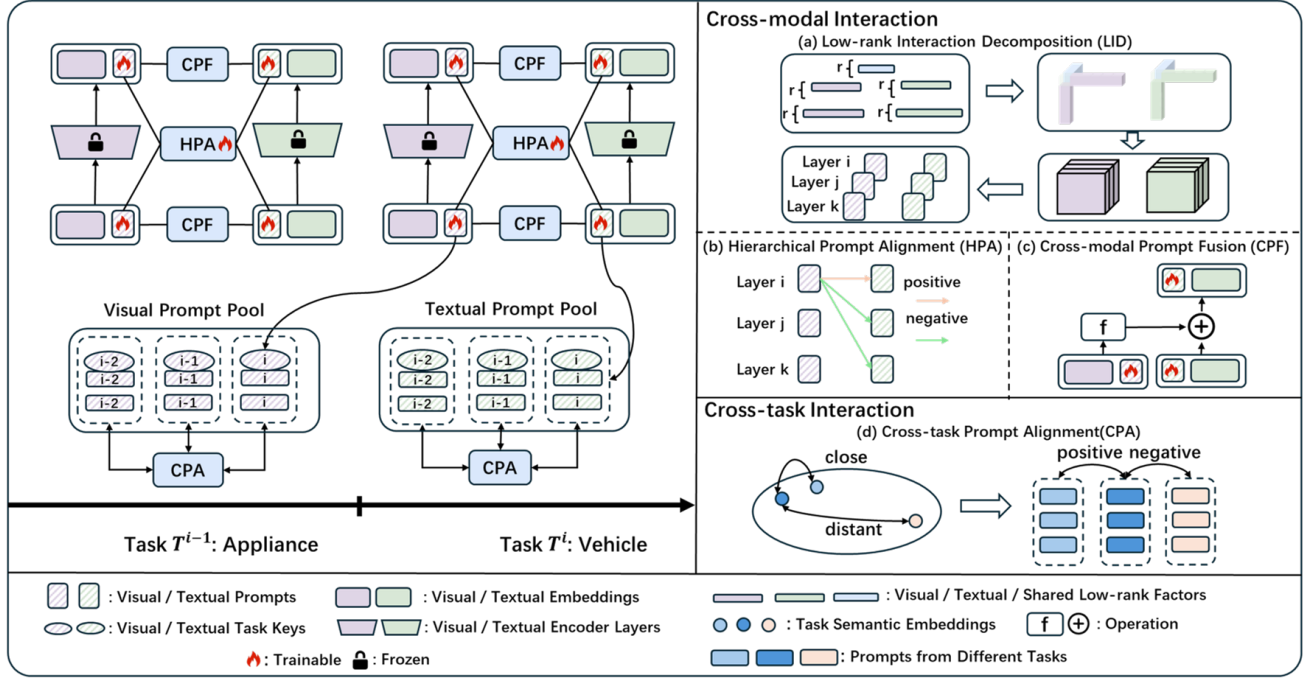 Cross-modal Interaction
(a) Low-rank Interaction Decomposition (LID)
CPF
CPF
r
r
r
r
r
HPA
HPA
Layer i
Layer j
Layer k
CPF
CPF
(b) Hierarchical Prompt Alignment (HPA)
(c) Cross-modal Prompt Fusion (CPF)
Layer i
positive
Layer j
negative
Layer k
f
Visual Prompt Pool
Textual Prompt Pool
i-2
i-1
i
i-2
i-1
i
i-2
i-1
i
i-2
i-1
i
i-2
i-1
i
i-2
i-1
i
CPA
CPA
Cross-task Interaction
(d) Cross-task Prompt Alignment(CPA)
close
distant
positive negative
Task T^{i-1}: Appliance
Task T^i: Vehicle
: Visual / Textual Prompts
: Visual / Textual Embeddings
: Visual / Textual / Shared Low-rank Factors
: Visual / Textual Task Keys
: Visual / Textual Encoder Layers
: Task Semantic Embeddings
f
: Operation
: Trainable
: Frozen
: Prompts from Different Tasks